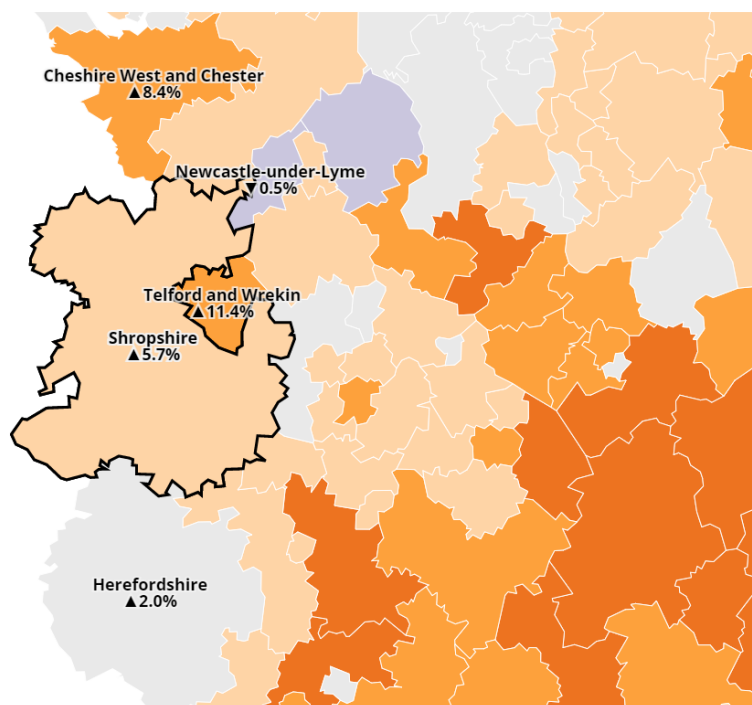 Cheshire West and Chester
▲8.4%
Newcastle-under-Lyme
▼0.5%
Telford and Wrekin
▲11.4%
Shropshire
▲5.7%
Herefordshire
▲2.0%